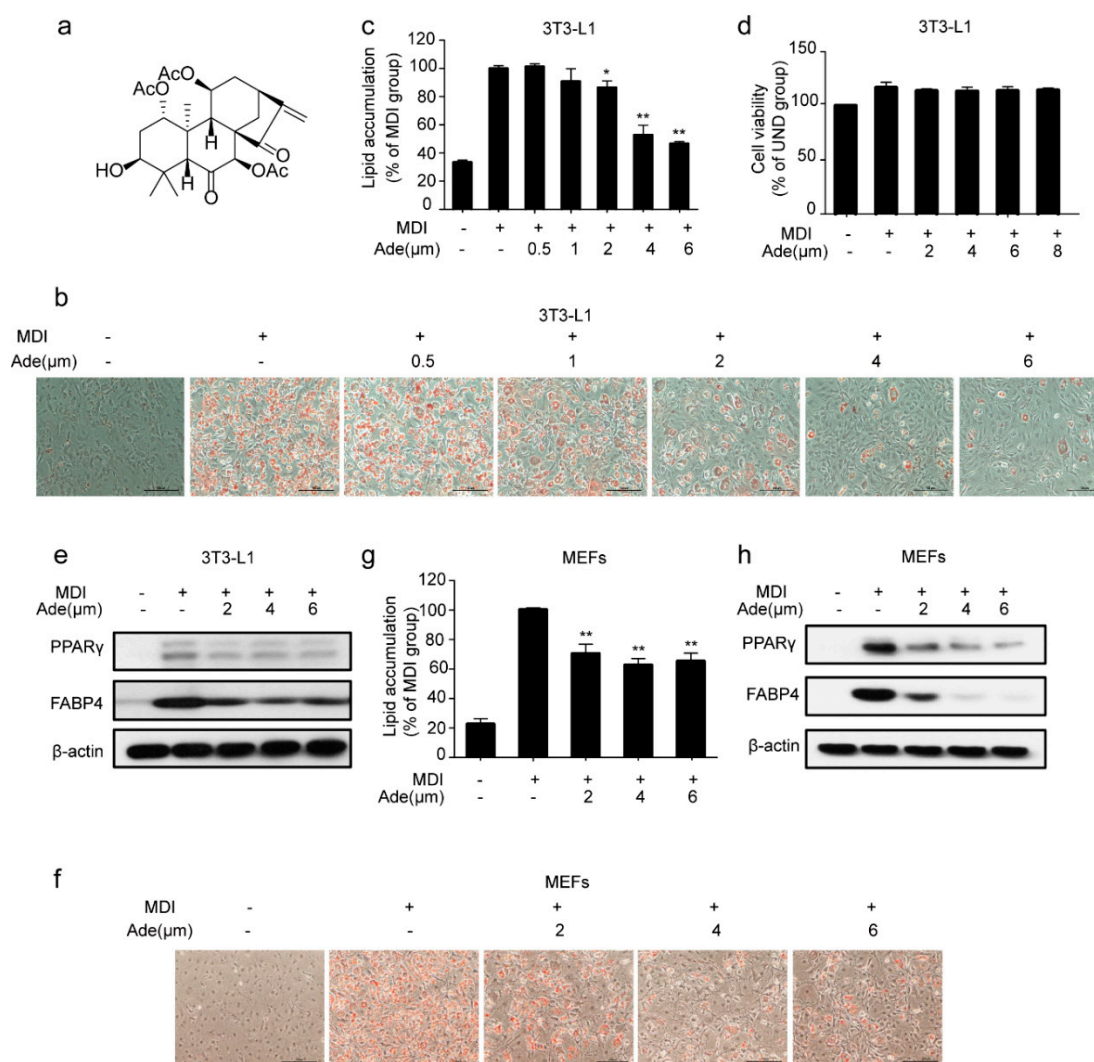 a
AcO
AcO
H
HO
H
O
OAc
O
c
3T3-L1
Lipid accumulation
(% of MDI group)
120
100
80
60
40
20
0
*
**
**
MDI - + + + + + +
Ade(μm) - - 0.5 1 2 4 6
d
3T3-L1
Cell viability
(% of UND group)
150
100
50
0
MDI - + + + + +
Ade(μm) - - 2 4 6 8
b
3T3-L1
MDI - + + + + + +
Ade(μm) - - 0.5 1 2 4 6
e
3T3-L1
MDI - + + + +
Ade(μm) - - 2 4 6
PPARγ
FABP4
β-actin
g
MEFs
Lipid accumulation
(% of MDI group)
120
100
80
60
40
20
0
**
**
**
MDI - + + + +
Ade(μm) - - 2 4 6
h
MEFs
MDI - + + + +
Ade(μm) - - 2 4 6
PPARγ
FABP4
β-actin
f
MEFs
MDI - + + + +
Ade(μm) - - 2 4 6